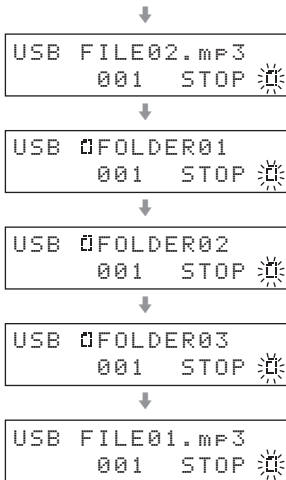 USB FILE02.mp3
001 STOP
USB FOLDER01
001 STOP
USB FOLDER02
001 STOP
USB FOLDER03
001 STOP
USB FILE01.mp3
001 STOP